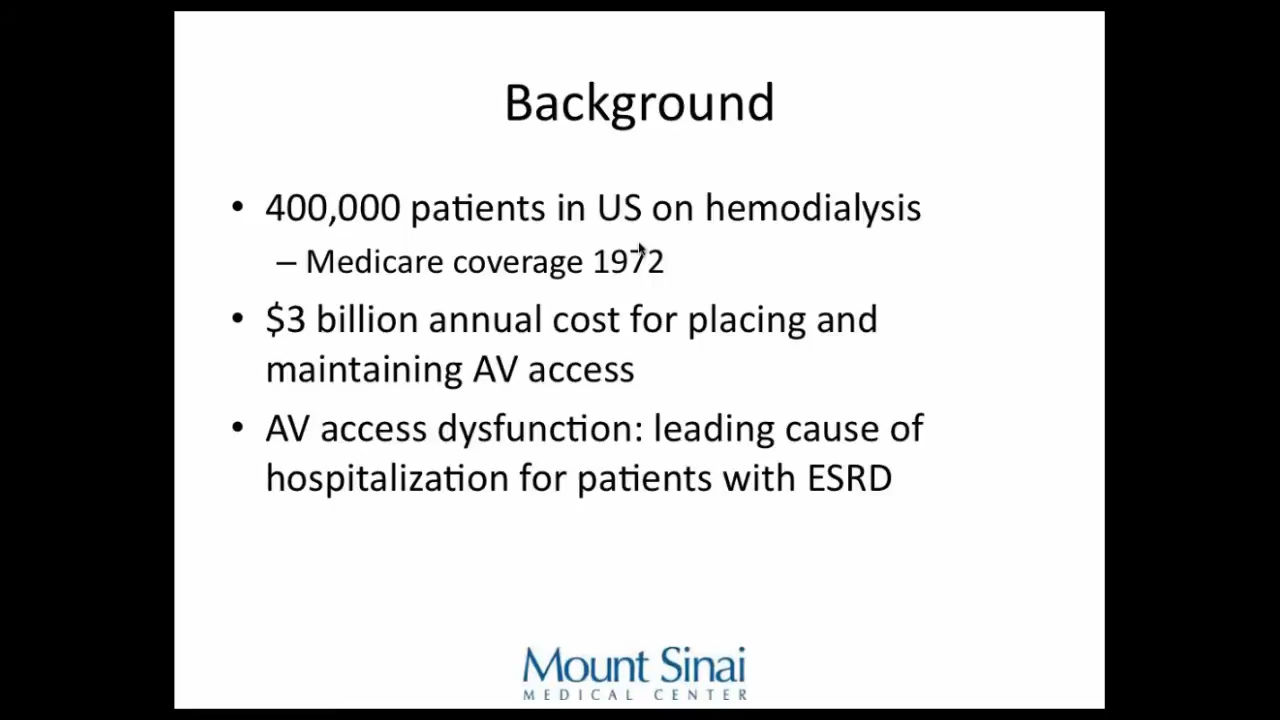 Background
• 400,000 patients in US on hemodialysis
– Medicare coverage 1972
• $3 billion annual cost for placing and
maintaining AV access
• AV access dysfunction: leading cause of
hospitalization for patients with ESRD
Mount Sinai
MEDICAL CENTER